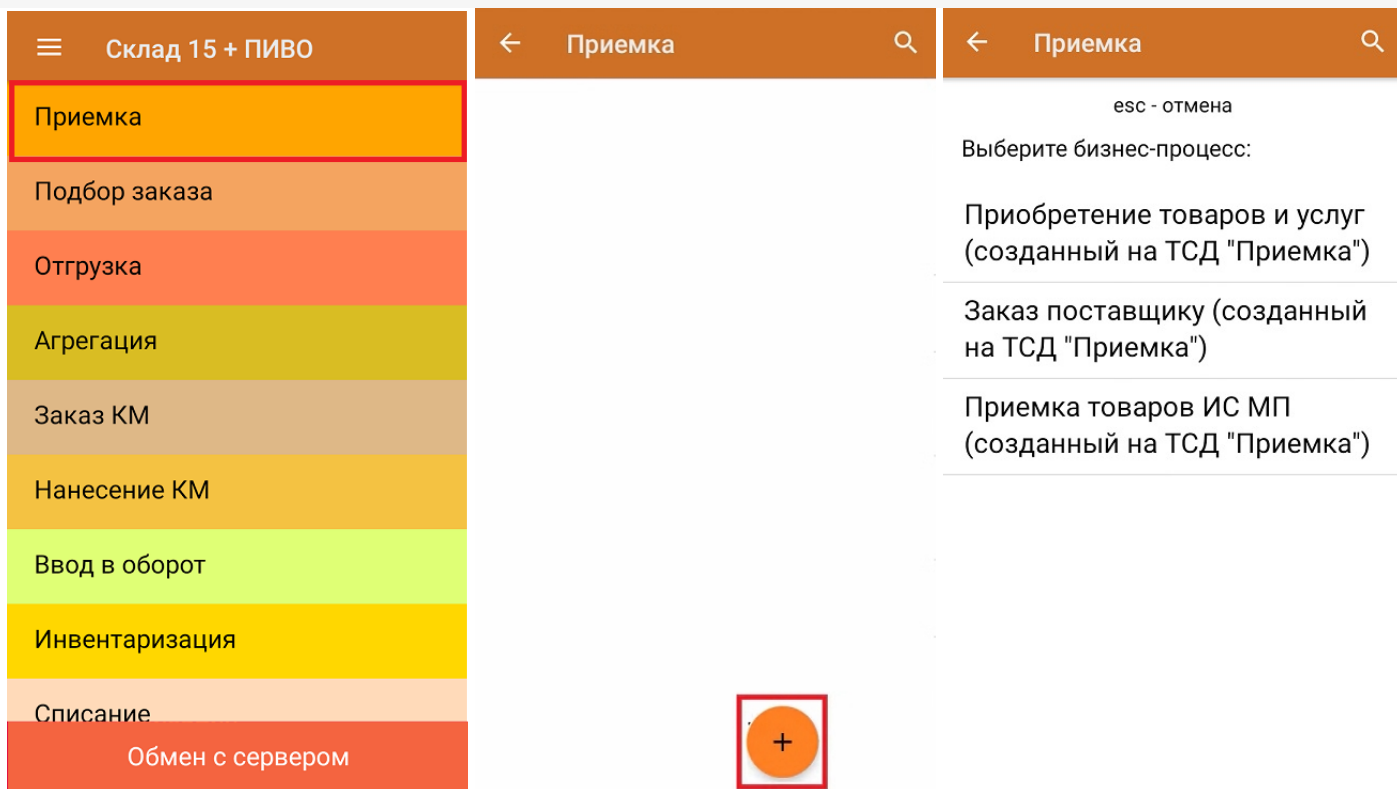 Склад 15 + ПИВО
Приемка
Подбор заказа
Отгрузка
Агрегация
Заказ КМ
Нанесение КМ
Ввод в оборот
Инвентаризация
Списание
Обмен с сервером
Приемка
+
Приемка
esc - отмена
Выберите бизнес-процесс:
Приобретение товаров и услуг
(созданный на ТСД "Приемка")
Заказ поставщику (созданный
на ТСД "Приемка")
Приемка товаров ИС МП
(созданный на ТСД "Приемка")